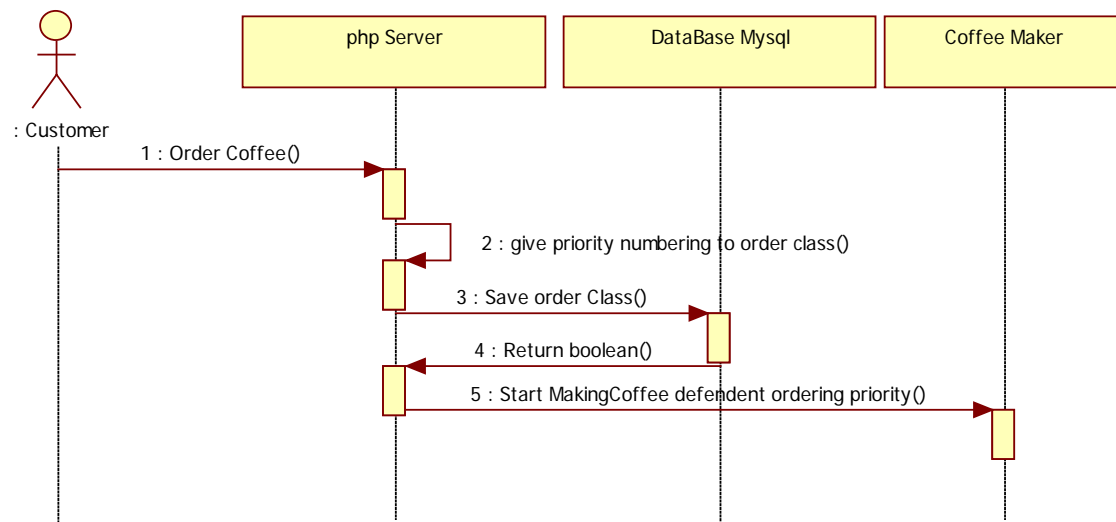 php Server
DataBase Mysql
Coffee Maker
: Customer
1 : Order Coffee()
2 : give priority numbering to order class()
3 : Save order Class()
4 : Return boolean()
5 : Start MakingCoffee defendent ordering priority()